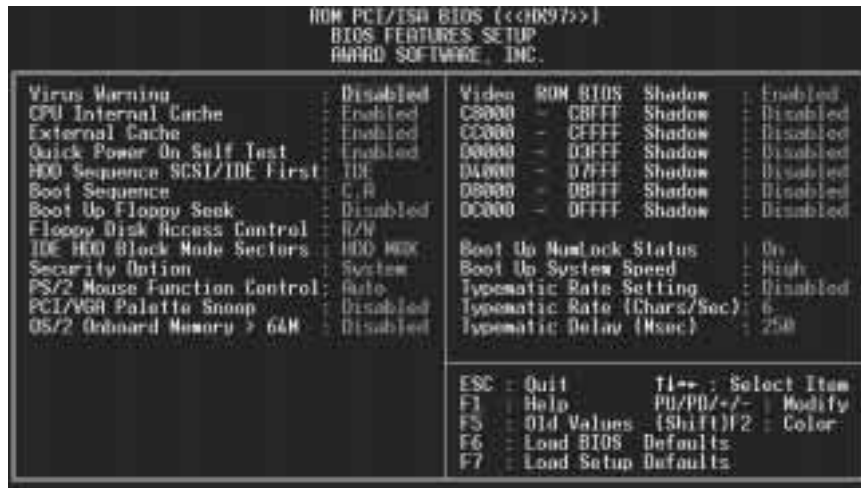 ROM PCI/ISA BIOS (<<HX97>>)
BIOS FEATURES SETUP
AWARD SOFTWARE, INC.
Virus Warning : Disabled
CPU Internal Cache : Enabled
External Cache : Enabled
Quick Power On Self Test : Enabled
HDD Sequence SCSI/IDE First: IDE
Boot Sequence : C,A
Boot Up Floppy Seek : Disabled
Floppy Disk Access Control : R/W
IDE HDD Block Mode Sectors : HDD MAX
Security Option : System
PS/2 Mouse Function Control: Auto
PCI/VGA Palette Snoop : Disabled
OS/2 Onboard Memory > 64M : Disabled
Video ROM BIOS Shadow : Enabled
C8000 - CBFFF Shadow : Disabled
CC000 - CFFFF Shadow : Disabled
D0000 - D3FFF Shadow : Disabled
D4000 - D7FFF Shadow : Disabled
D8000 - DBFFF Shadow : Disabled
DC000 - DFFFF Shadow : Disabled
Boot Up NumLock Status : On
Boot Up System Speed : High
Typematic Rate Setting : Disabled
Typematic Rate (Chars/Sec): 6
Typematic Delay (Msec) : 250
ESC : Quit ↑↓→← : Select Item
F1 : Help PU/PD/+/- : Modify
F5 : Old Values (Shift)F2 : Color
F6 : Load BIOS Defaults
F7 : Load Setup Defaults